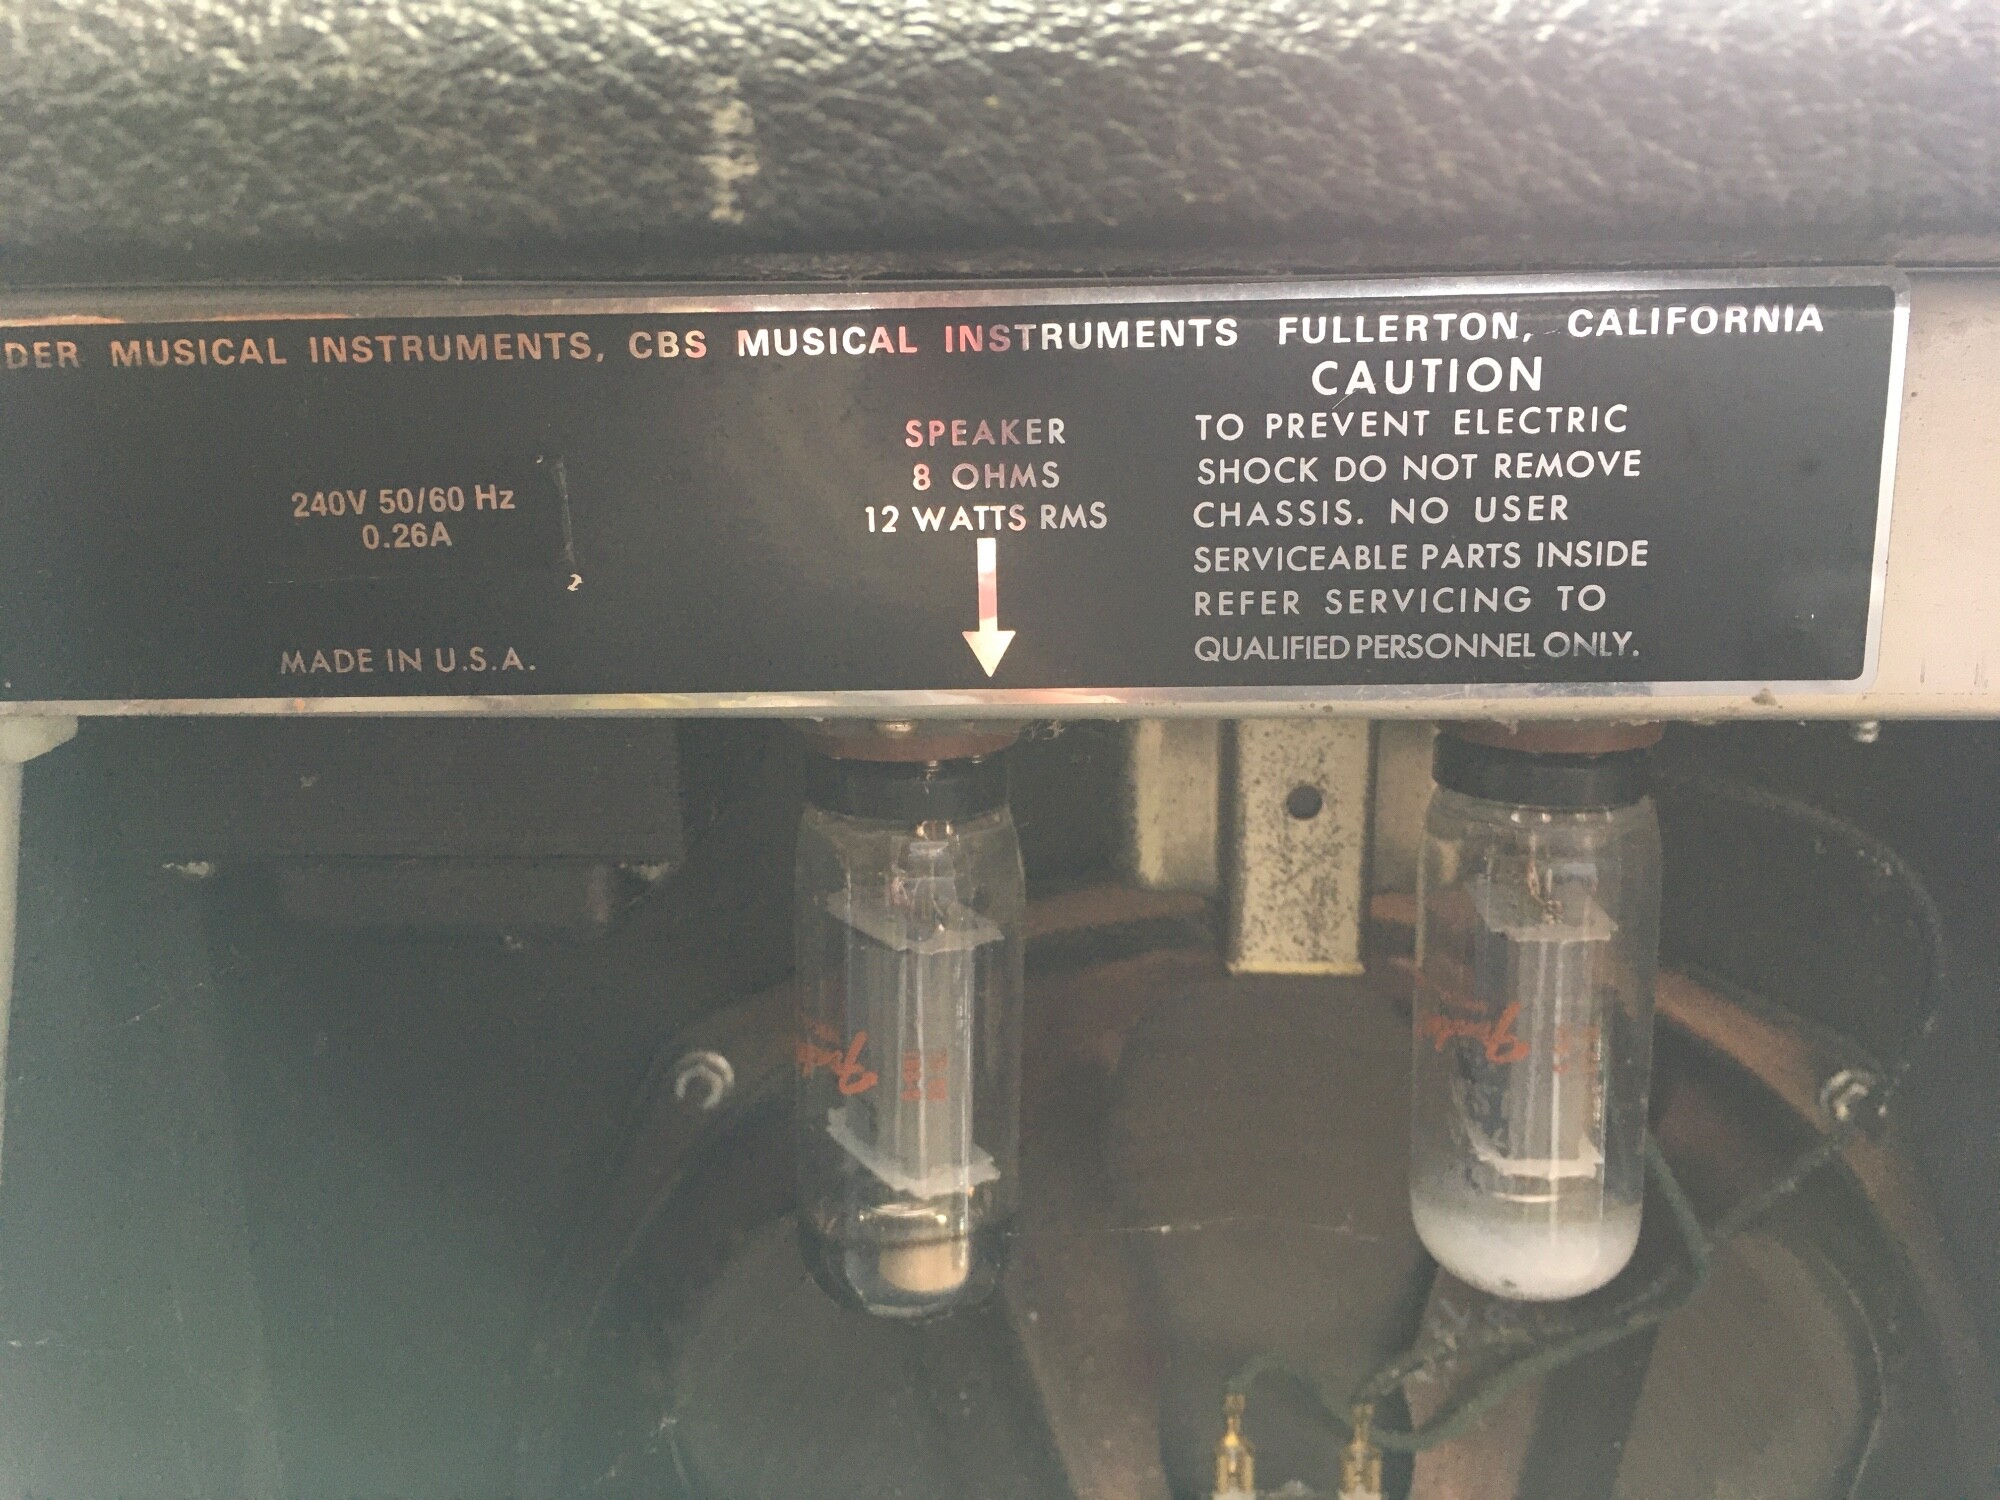 DER MUSICAL INSTRUMENTS, CBS MUSICAL INSTRUMENTS FULLERTON, CALIFORNIA
240V 50/60 Hz
0.26A
MADE IN U.S.A.
SPEAKER
8 OHMS
12 WATTS RMS
CAUTION
TO PREVENT ELECTRIC
SHOCK DO NOT REMOVE
CHASSIS. NO USER
SERVICEABLE PARTS INSIDE
REFER SERVICING TO
QUALIFIED PERSONNEL ONLY.